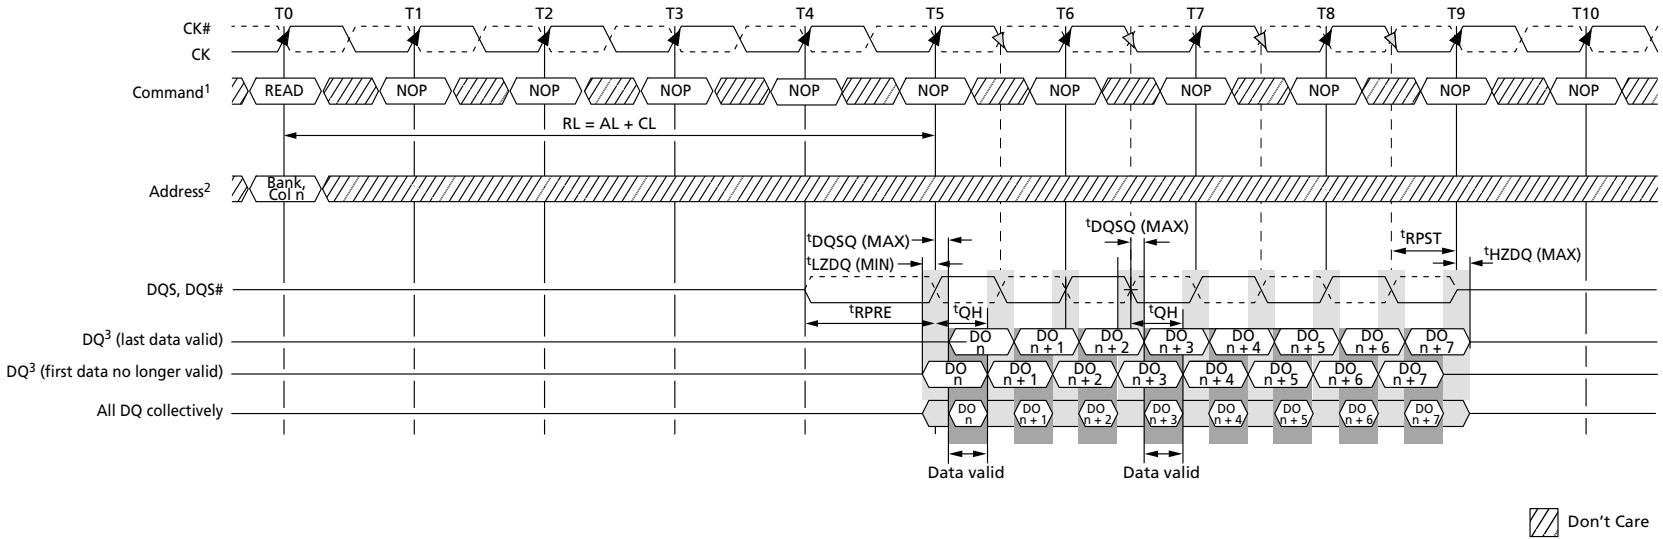 T0 T1 T2 T3 T4 T5 T6 T7 T8 T9 T10
CK#
CK
Command1 READ NOP NOP NOP NOP NOP NOP NOP NOP NOP NOP
RL = AL + CL
Address2 Bank,
Col n
tDQSQ (MAX) tDQSQ (MAX) tRPST
tLZDQ (MIN) tHZDQ (MAX)
DQS, DQS#
tRPRE tQH tQH
DQ3 (last data valid) DO n DO n + 1 DO n + 2 DO n + 3 DO n + 4 DO n + 5 DO n + 6 DO n + 7
DQ3 (first data no longer valid) DO n DO n + 1 DO n + 2 DO n + 3 DO n + 4 DO n + 5 DO n + 6 DO n + 7
All DQ collectively DO n DO n + 1 DO n + 2 DO n + 3 DO n + 4 DO n + 5 DO n + 6 DO n + 7
Data valid Data valid
Don't Care